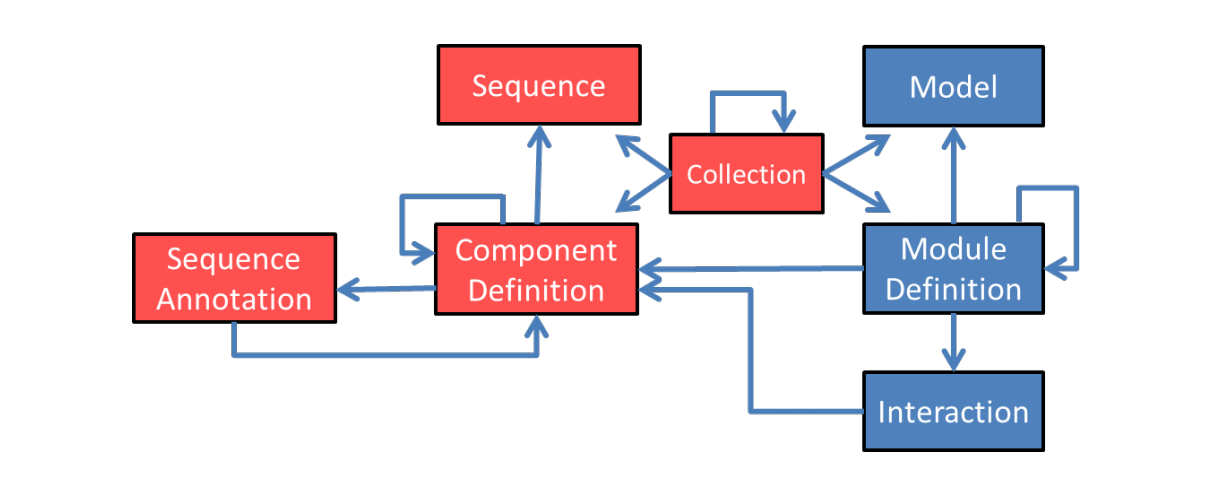 Sequence
Model
Collection
Sequence
Annotation
Component
Definition
Module
Definition
Interaction